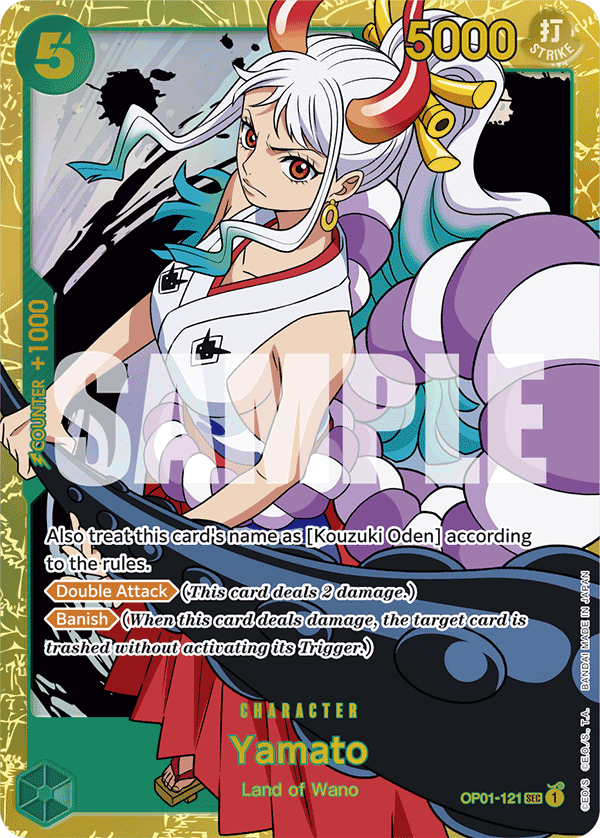 5
5000
打
STRIKE
COUNTER +1000
SAMPLE
Also treat this card's name as [Kouzuki Oden] according
to the rules.
Double Attack (This card deals 2 damage.)
Banish (When this card deals damage, the target card is
trashed without activating its Trigger.)
CHARACTER
Yamato
Land of Wano
OP01-121 SEC 1
©EO/S ©E.O./S., T.A. BANDAI MADE IN JAPAN